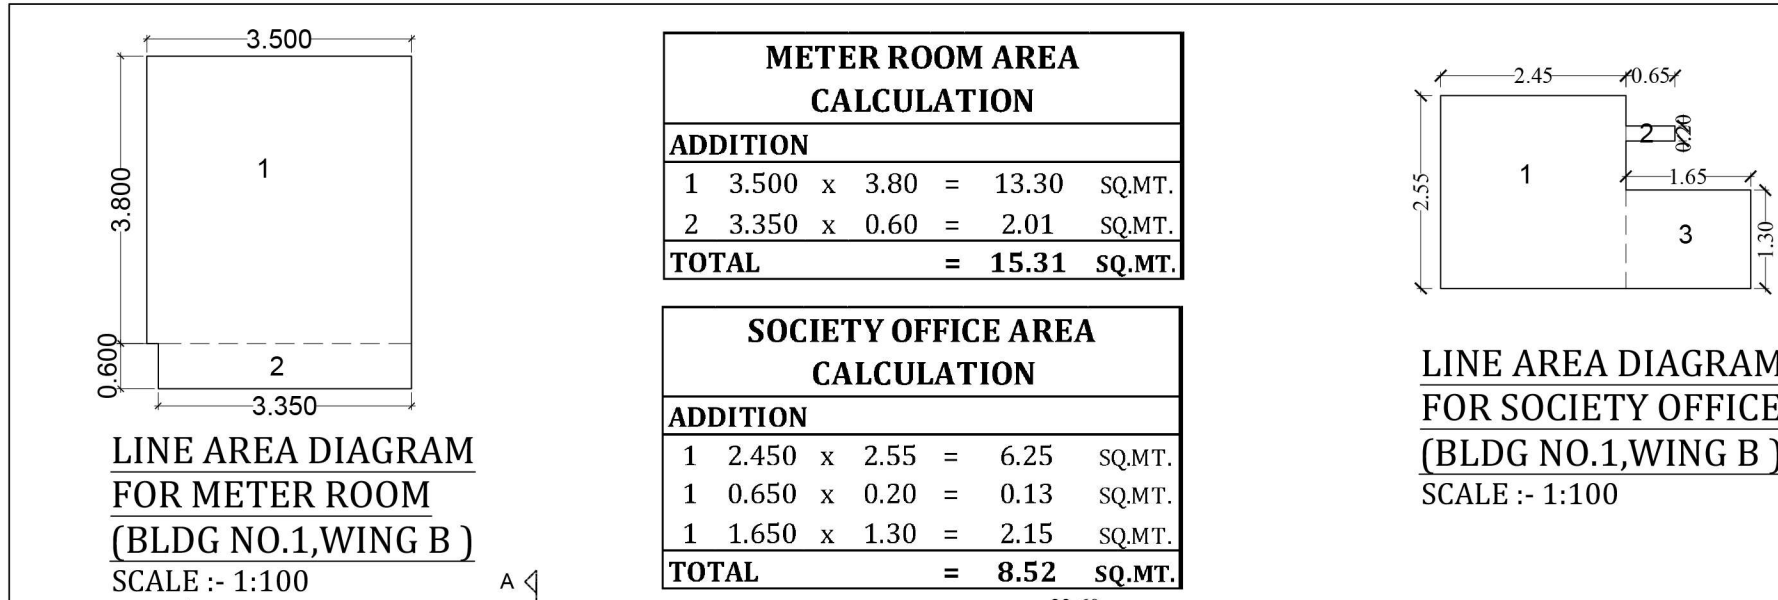 3.500
3.800
1
0.600
2
3.350
LINE AREA DIAGRAM
FOR METER ROOM
(BLDG NO.1,WING B )
SCALE :- 1:100
A
METER ROOM AREA
CALCULATION
ADDITION
1 3.500 x 3.80 = 13.30 SQ.MT.
2 3.350 x 0.60 = 2.01 SQ.MT.
TOTAL = 15.31 SQ.MT.
SOCIETY OFFICE AREA
CALCULATION
ADDITION
1 2.450 x 2.55 = 6.25 SQ.MT.
1 0.650 x 0.20 = 0.13 SQ.MT.
1 1.650 x 1.30 = 2.15 SQ.MT.
TOTAL = 8.52 SQ.MT.
2.45 0.65
2 0.20
1
1.65
2.55
3
1.30
LINE AREA DIAGRAM
FOR SOCIETY OFFICE
(BLDG NO.1,WING B )
SCALE :- 1:100